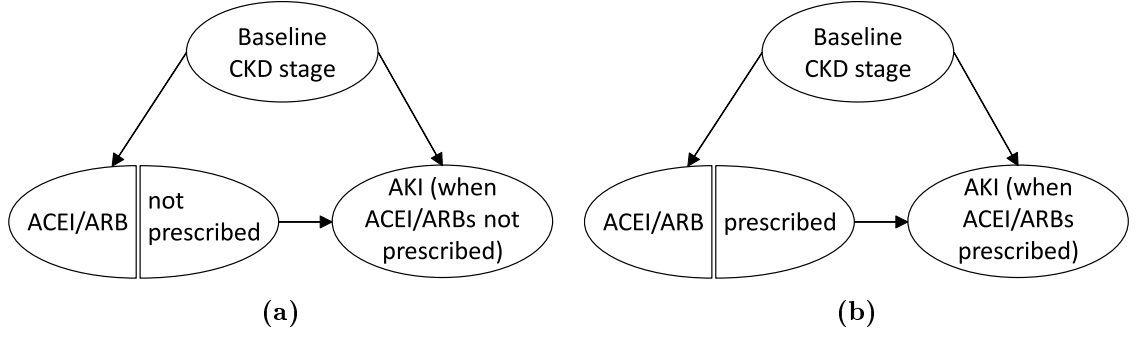 Baseline
CKD stage
ACEI/ARB
not
prescribed
AKI (when
ACEI/ARBs not
prescribed)
(a)
Baseline
CKD stage
ACEI/ARB
prescribed
AKI (when
ACEI/ARBs
prescribed)
(b)